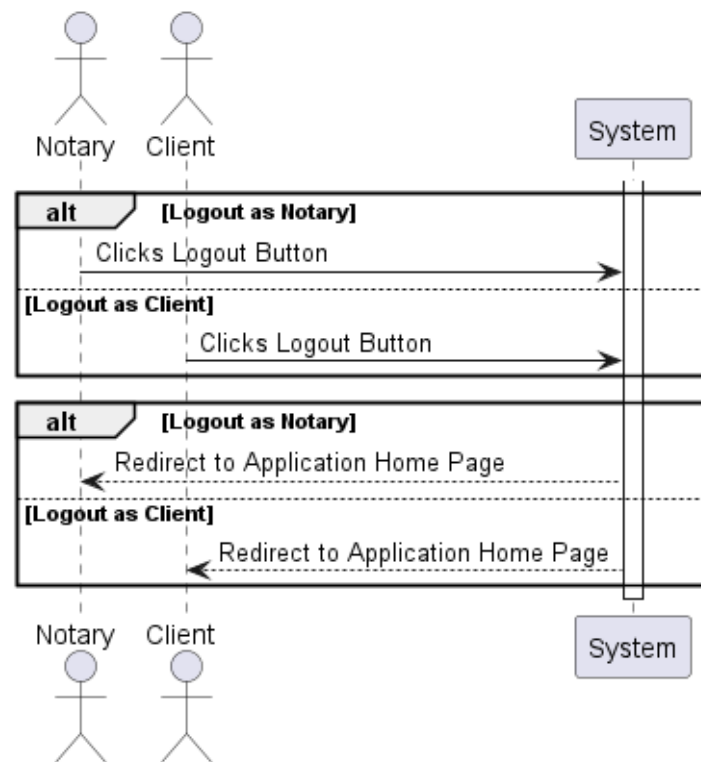 Notary Client
System
alt [Logout as Notary]
Clicks Logout Button
[Logout as Client]
Clicks Logout Button
alt [Logout as Notary]
Redirect to Application Home Page
[Logout as Client]
Redirect to Application Home Page
Notary Client
System